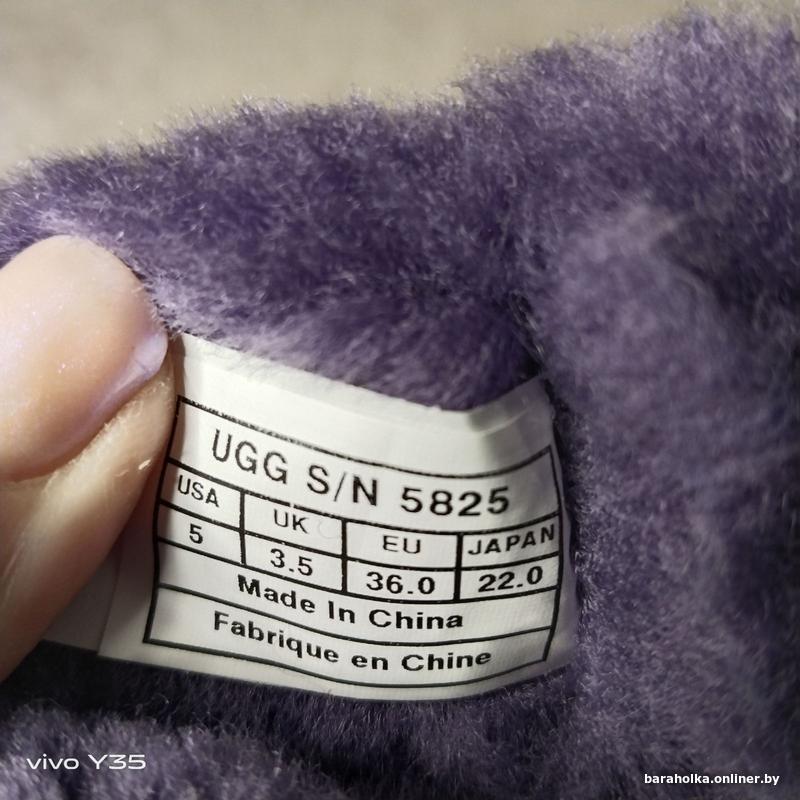 UGG S/N 5825
USA UK EU JAPAN
5 3.5 36.0 22.0
Made In China
Fabrique en Chine
vivo Y35
baraholka.onliner.by